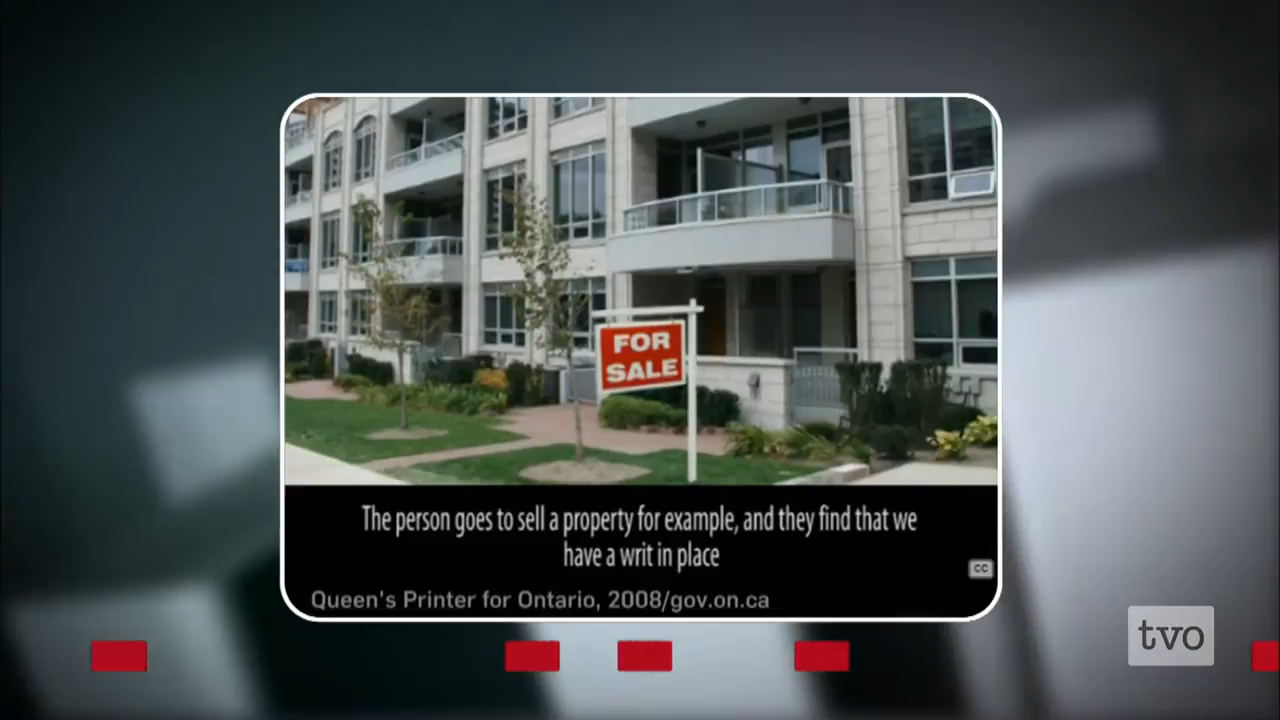 FOR
SALE
The person goes to sell a property for example, and they find that we
have a writ in place
cc
Queen's Printer for Ontario, 2008/gov.on.ca
tvo